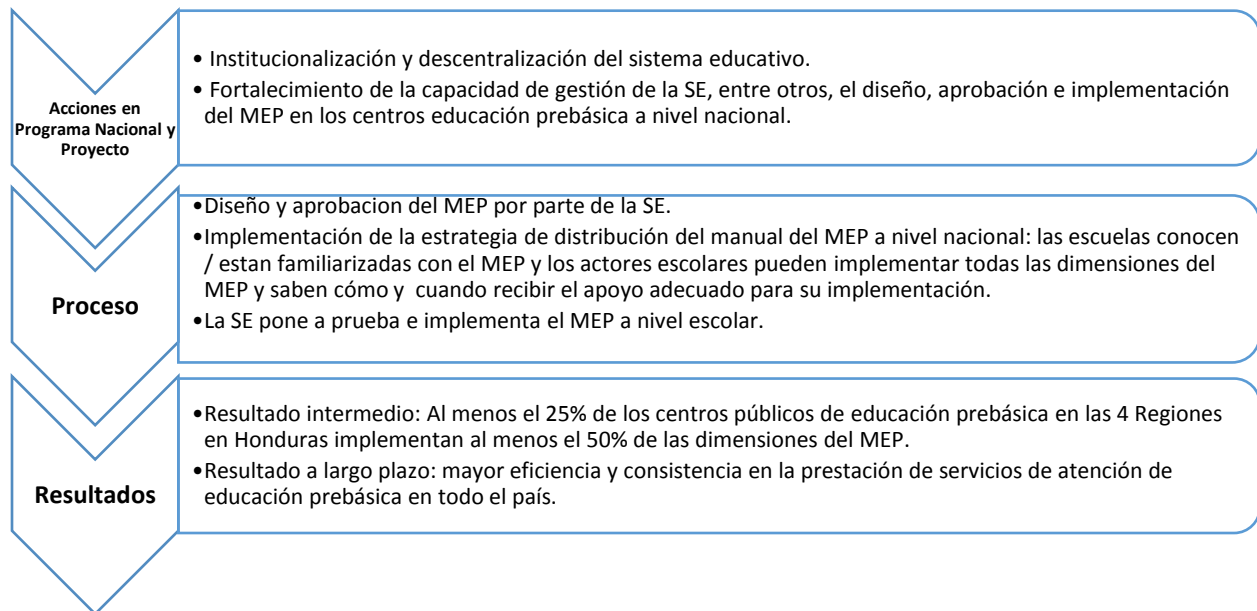 Acciones en
Programa Nacional y
Proyecto
• Institucionalización y descentralización del sistema educativo.
• Fortalecimiento de la capacidad de gestión de la SE, entre otros, el diseño, aprobación e implementación
del MEP en los centros educación prebásica a nivel nacional.
Proceso
•Diseño y aprobacion del MEP por parte de la SE.
•Implementación de la estrategia de distribución del manual del MEP a nivel nacional: las escuelas conocen
/ estan familiarizadas con el MEP y los actores escolares pueden implementar todas las dimensiones del
MEP y saben cómo y cuando recibir el apoyo adecuado para su implementación.
•La SE pone a prueba e implementa el MEP a nivel escolar.
Resultados
•Resultado intermedio: Al menos el 25% de los centros públicos de educación prebásica en las 4 Regiones
en Honduras implementan al menos el 50% de las dimensiones del MEP.
•Resultado a largo plazo: mayor eficiencia y consistencia en la prestación de servicios de atención de
educación prebásica en todo el país.